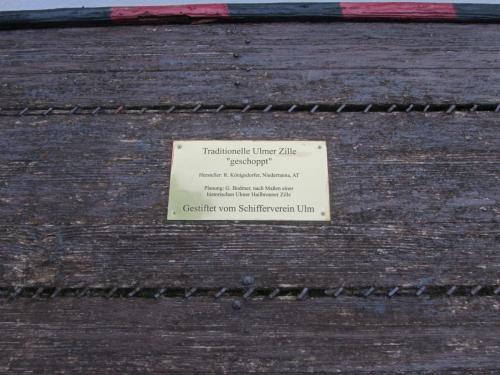 Traditionelle Ulmer Zille
"geschoppt"
Hersteller: R. Königsdorfer, Niederranna, AT
Planung: G. Bodmer, nach Maßen einer
historischen Ulmer Heilbronner Zille
Gestiftet vom Schifferverein Ulm